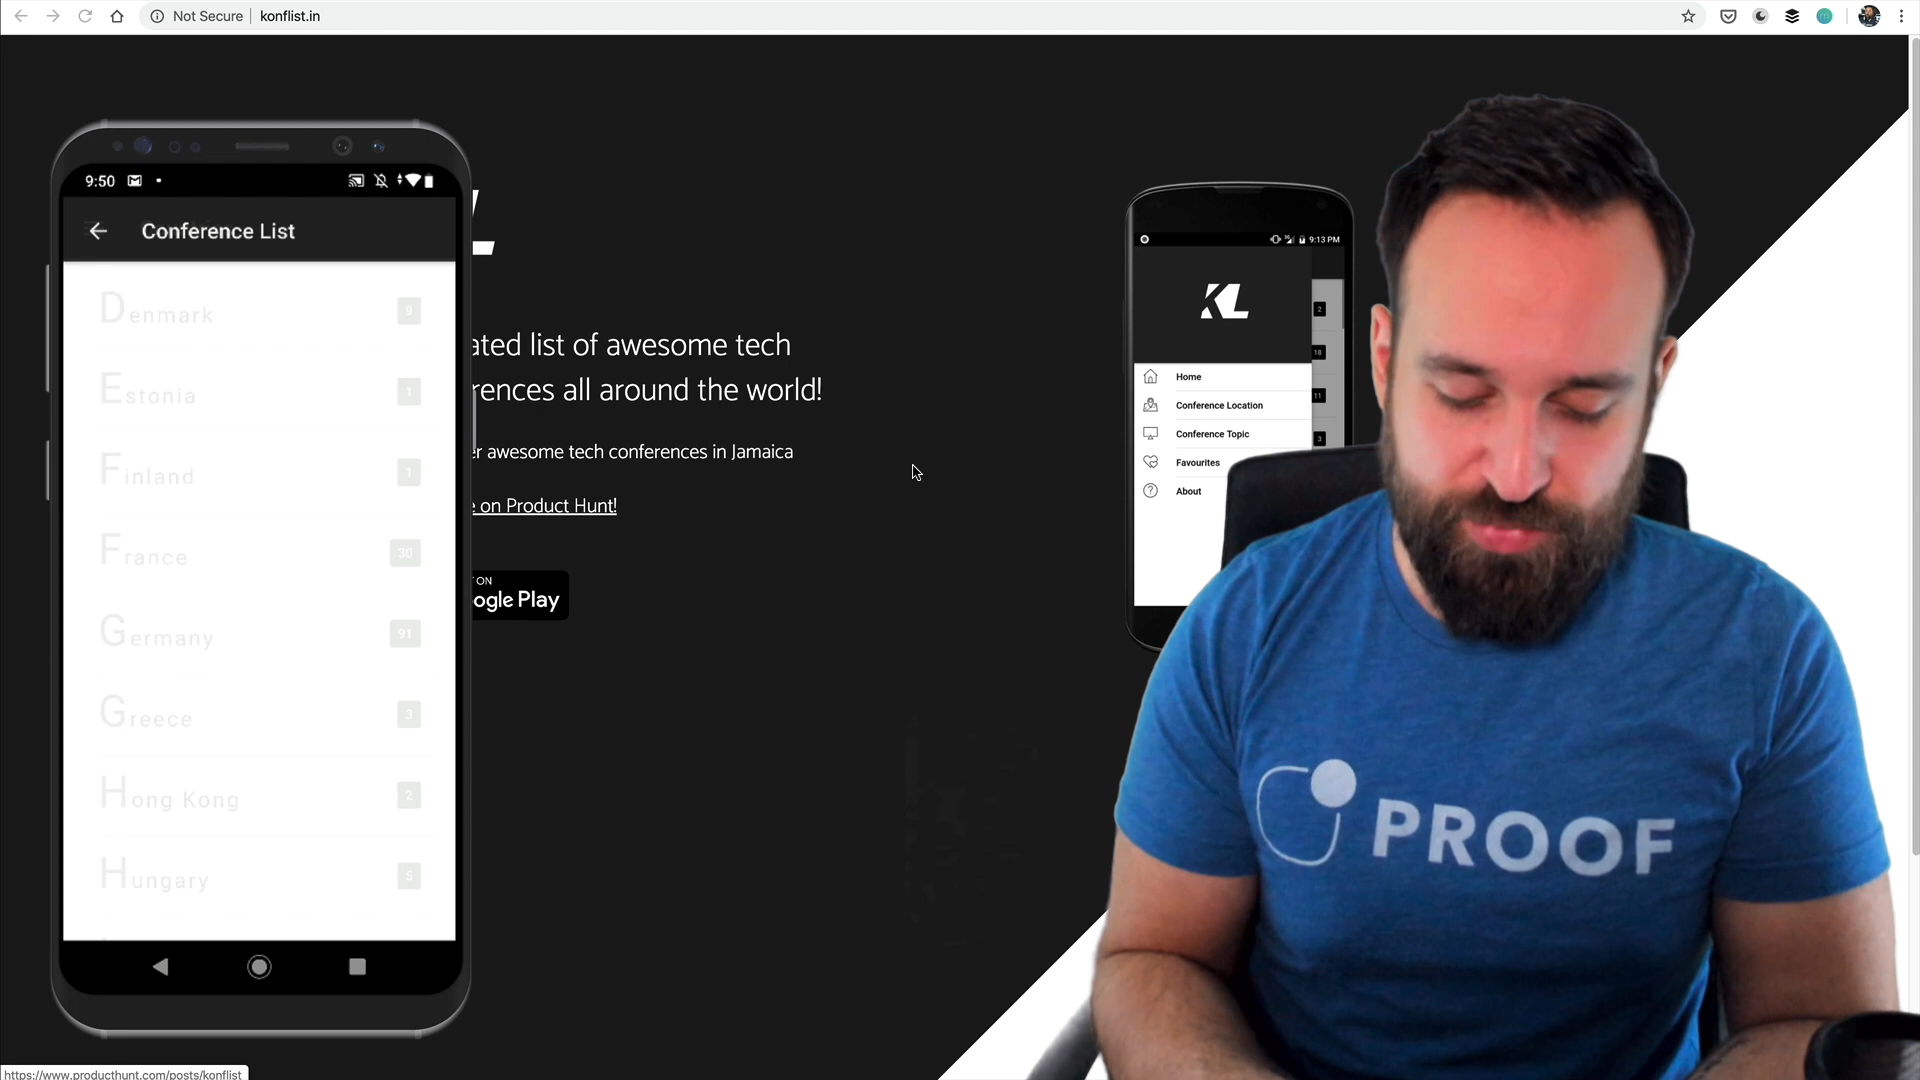 Not Secure
konflist.in
9:50
Conference List
Denmark 9
Estonia 1
Finland 1
France 30
Germany 91
Greece 3
Hong Kong 2
Hungary 5
L
list of awesome tech
all around the world!
awesome tech conferences in Jamaica
on Product Hunt!
ON
Play
9:13 PM
KL
Home
Conference Location
Conference Topic
Favourites
About
2
18
11
3
PROOF
https://www.producthunt.com/posts/konflist